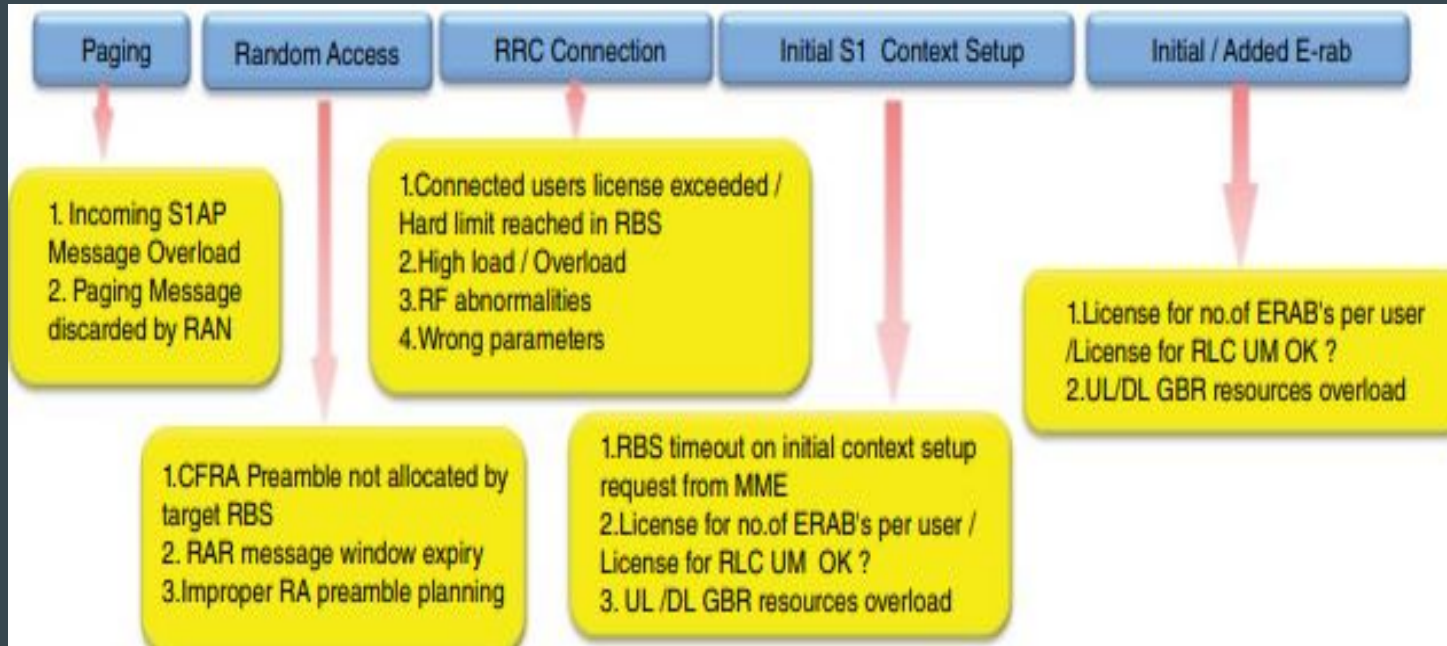 Paging
Random Access
RRC Connection
Initial S1 Context Setup
Initial / Added E-rab
1. Incoming S1AP
Message Overload
2. Paging Message
discarded by RAN
1.CFRA Preamble not allocated by
target RBS
2. RAR message window expiry
3.Improper RA preamble planning
1.Connected users license exceeded /
Hard limit reached in RBS
2.High load / Overload
3.RF abnormalities
4.Wrong parameters
1.RBS timeout on initial context setup
request from MME
2.License for no.of ERAB's per user /
License for RLC UM OK ?
3. UL /DL GBR resources overload
1.License for no.of ERAB's per user
/License for RLC UM OK ?
2.UL/DL GBR resources overload